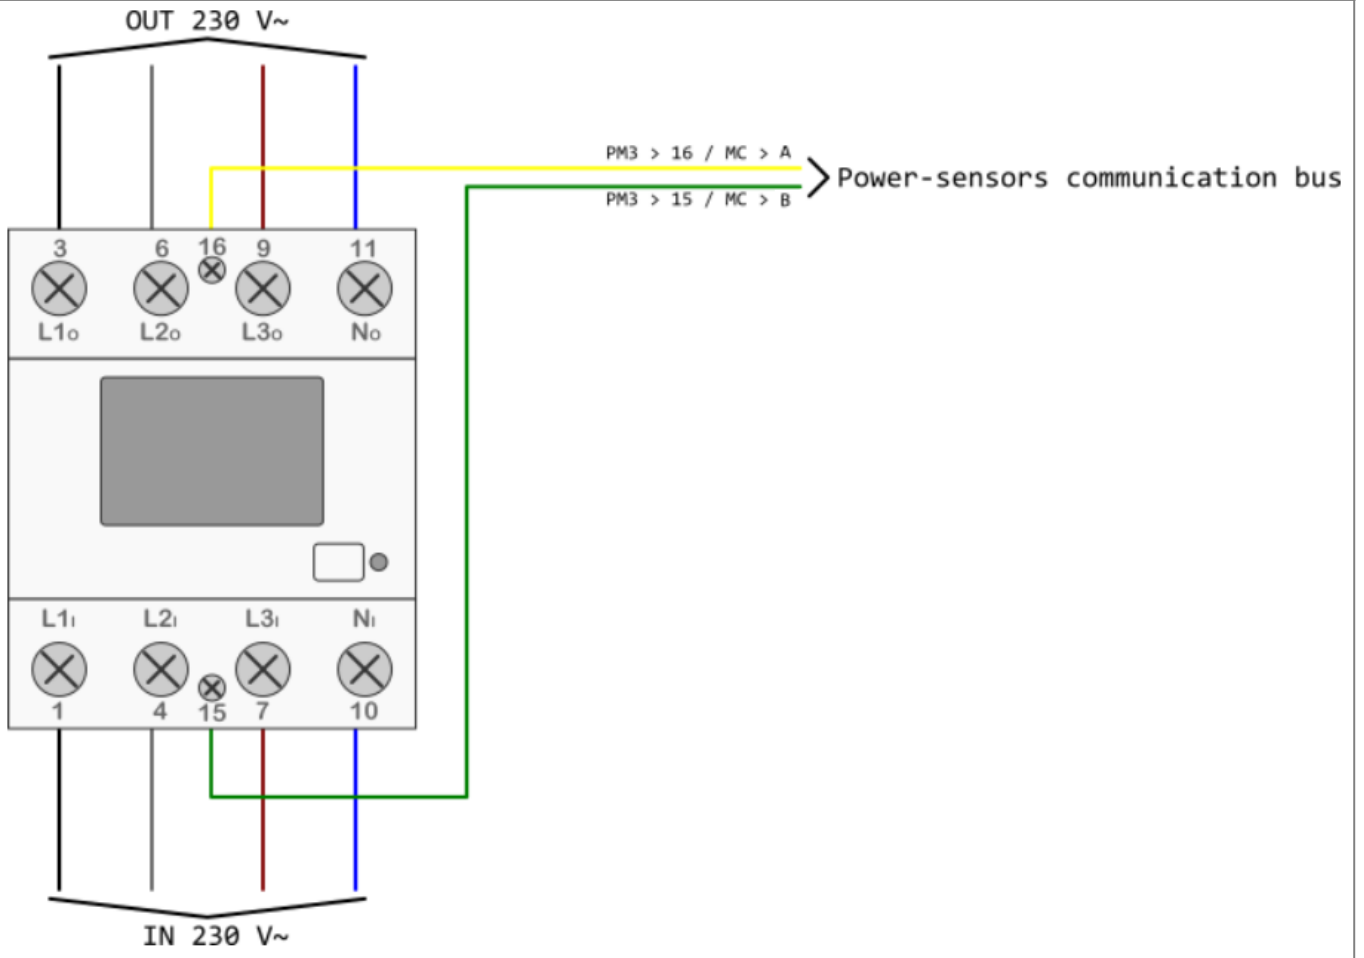 OUT 230 V~
PM3 > 16 / MC > A
Power-sensors communication bus
PM3 > 15 / MC > B
3 6 16 9 11
L1o L2o L3o No
L1I L2I L3I NI
1 4 15 7 10
IN 230 V~